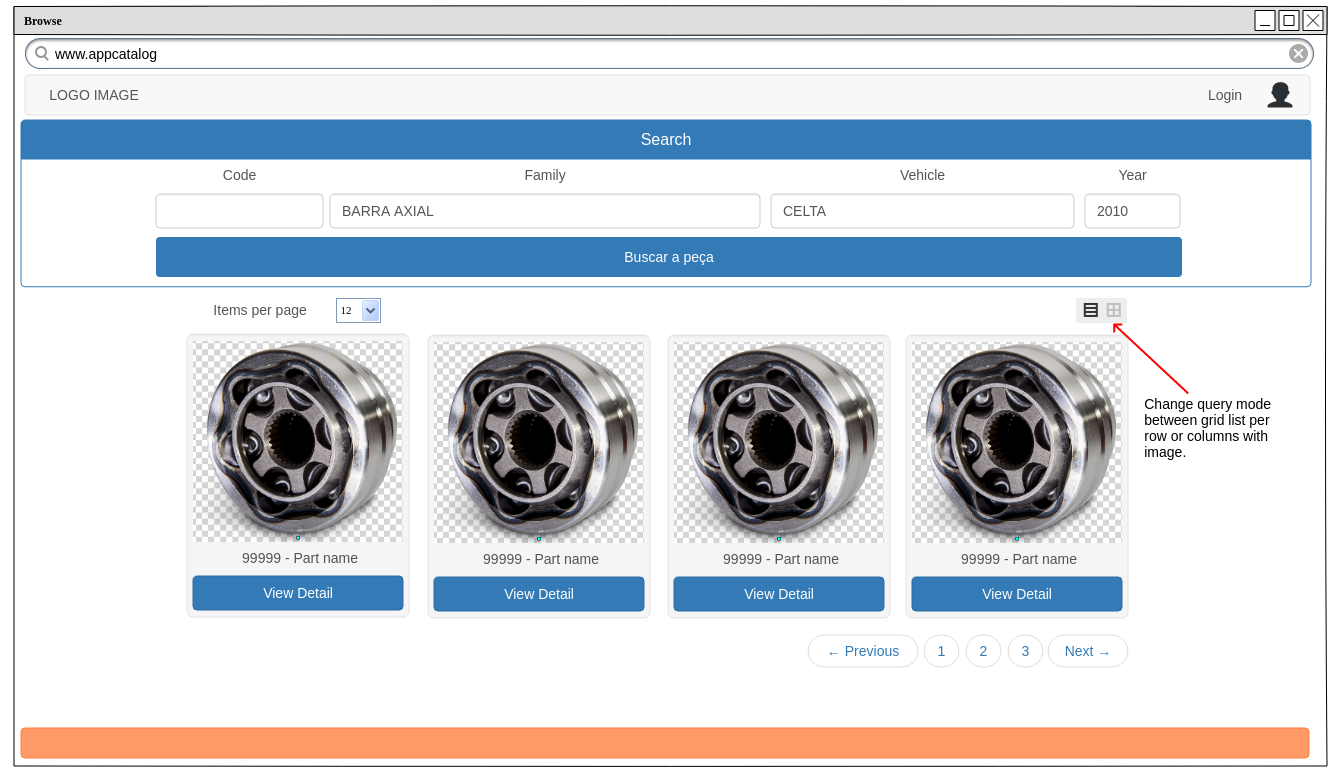 Browse
www.appcatalog
LOGO IMAGE
Login
Search
Code
Family
Vehicle
Year
BARRA AXIAL
CELTA
2010
Buscar a peça
Items per page
12
Change query mode
between grid list per
row or columns with
image.
99999 - Part name
99999 - Part name
99999 - Part name
99999 - Part name
View Detail
View Detail
View Detail
View Detail
← Previous
1
2
3
Next →